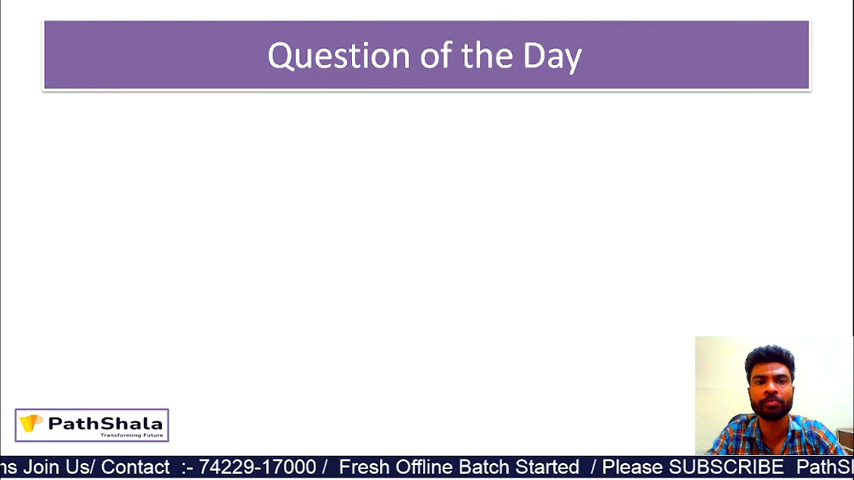 Question of the Day
PathShala
Transforming Future
Join Us/ Contact :- 74229-17000 / Fresh Offline Batch Started / Please SUBSCRIBE